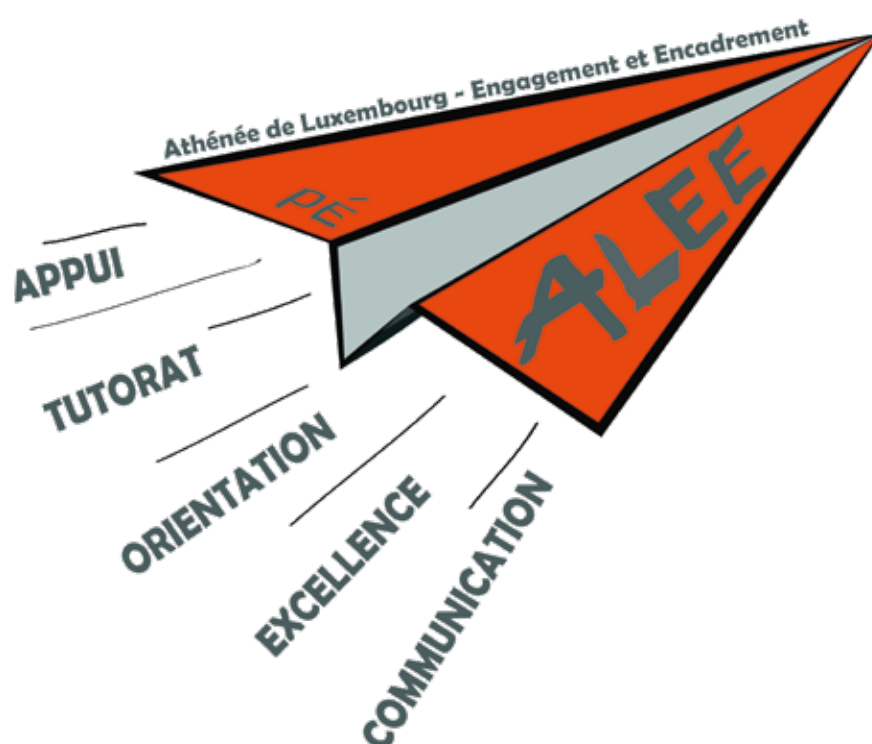 Athénée de Luxembourg - Engagement et Encadrement
PÉ
ALEE
APPUI
TUTORAT
ORIENTATION
EXCELLENCE
COMMUNICATION